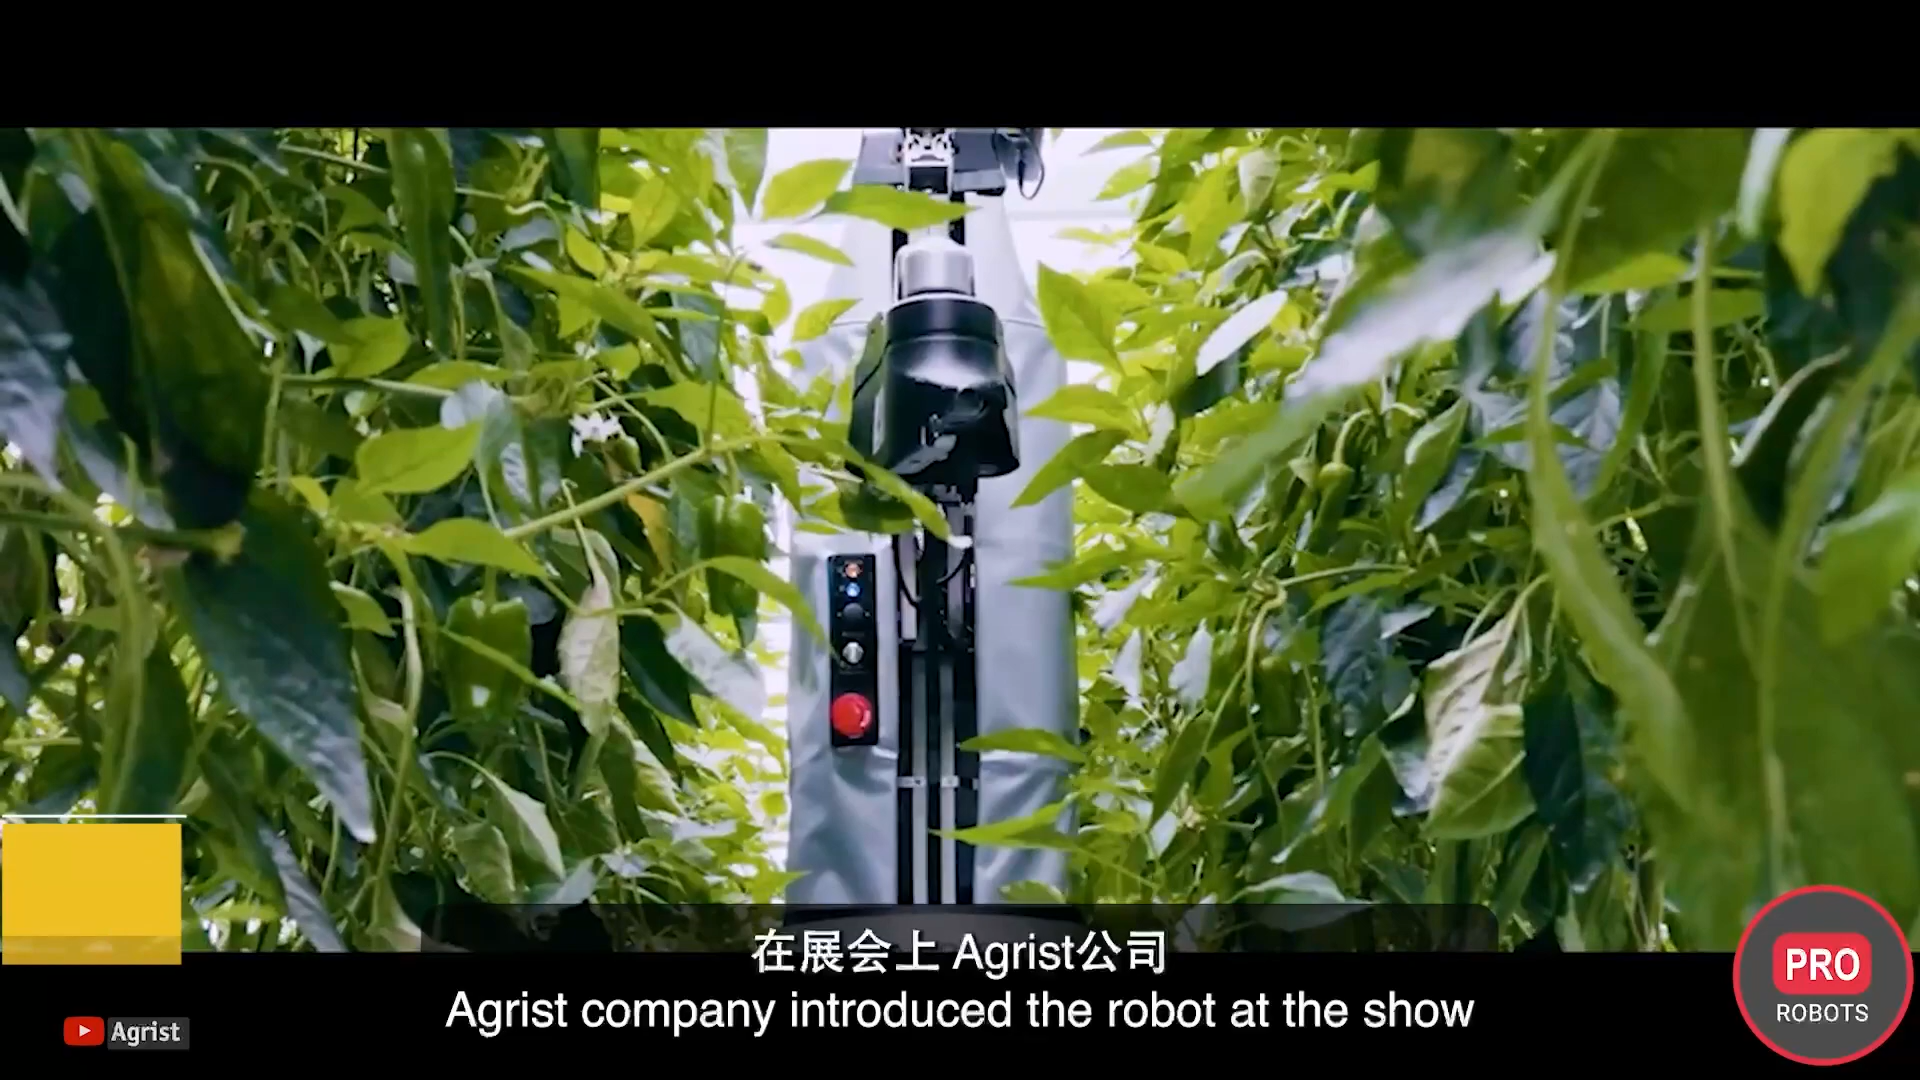 在展会上 Agrist公司
Agrist company introduced the robot at the show
Agrist
PRO
ROBOTS